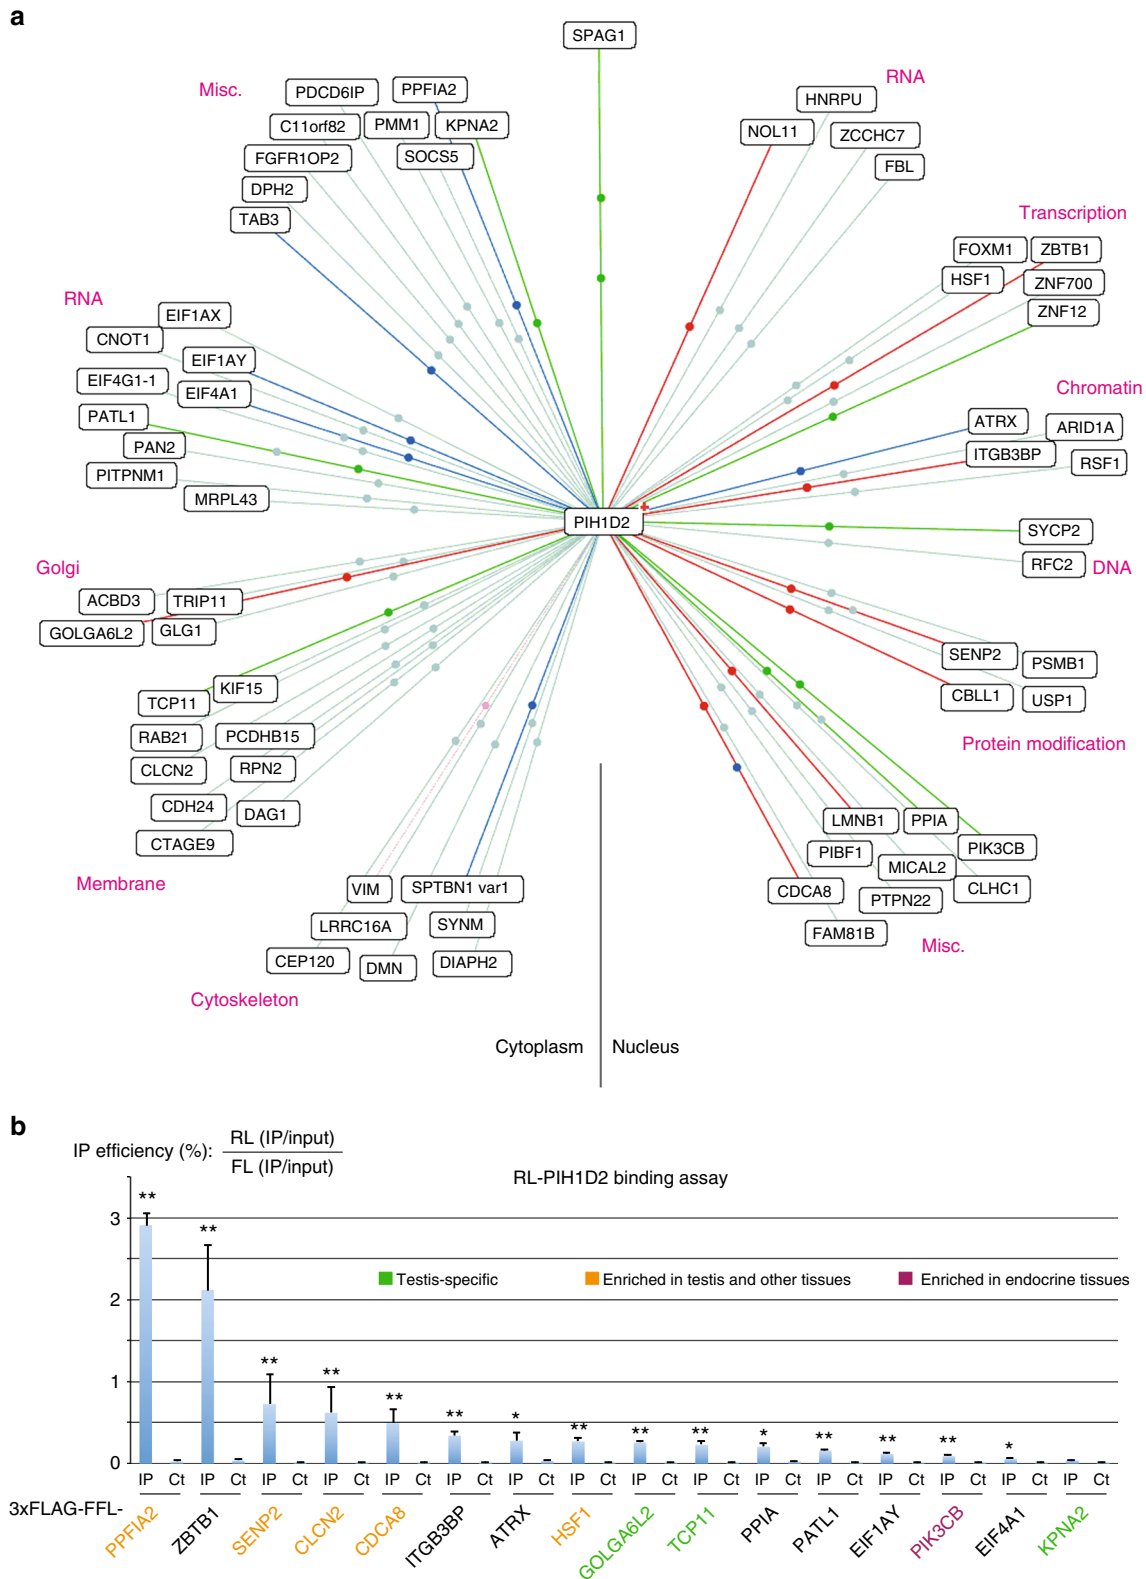 a
SPAG1
Misc.
PDCD6IP
PPFIA2
C11orf82
PMM1
KPNA2
FGFR1OP2
SOCS5
DPH2
TAB3
RNA
HNRPU
NOL11
ZCCHC7
FBL
Transcription
FOXM1
ZBTB1
HSF1
ZNF700
ZNF12
RNA
EIF1AX
CNOT1
EIF1AY
EIF4G1-1
EIF4A1
PATL1
PAN2
PITPNM1
MRPL43
Chromatin
ATRX
ARID1A
ITGB3BP
RSF1
PIH1D2
SYCP2
RFC2
DNA
Golgi
ACBD3
TRIP11
GOLGA6L2
GLG1
SENP2
PSMB1
CBLL1
USP1
Protein modification
TCP11
KIF15
RAB21
PCDHB15
CLCN2
RPN2
CDH24
DAG1
CTAGE9
Membrane
LMNB1
PPIA
PIBF1
PIK3CB
MICAL2
CDCA8
PTPN22
CLHC1
FAM81B
Misc.
VIM
SPTBN1 var1
LRRC16A
SYNM
CEP120
DMN
DIAPH2
Cytoskeleton
Cytoplasm
Nucleus
b
IP efficiency (%):
RL (IP/input)
FL (IP/input)
RL-PIH1D2 binding assay
Testis-specific
Enriched in testis and other tissues
Enriched in endocrine tissues
3
2
1
0
** ** ** ** ** ** * ** ** ** * ** ** ** *
IP Ct IP Ct IP Ct IP Ct IP Ct IP Ct IP Ct IP Ct IP Ct IP Ct IP Ct IP Ct IP Ct IP Ct IP Ct IP Ct
3xFLAG-FFL-
PPFIA2
ZBTB1
SENP2
CLCN2
CDCA8
ITGB3BP
ATRX
HSF1
GOLGA6L2
TCP11
PPIA
PATL1
EIF1AY
PIK3CB
EIF4A1
KPNA2